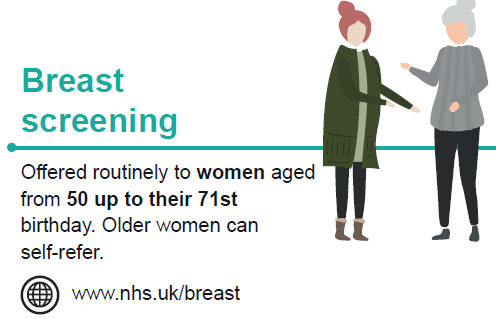 Breast
screening
Offered routinely to women aged
from 50 up to their 71st
birthday. Older women can
self-refer.
www.nhs.uk/breast